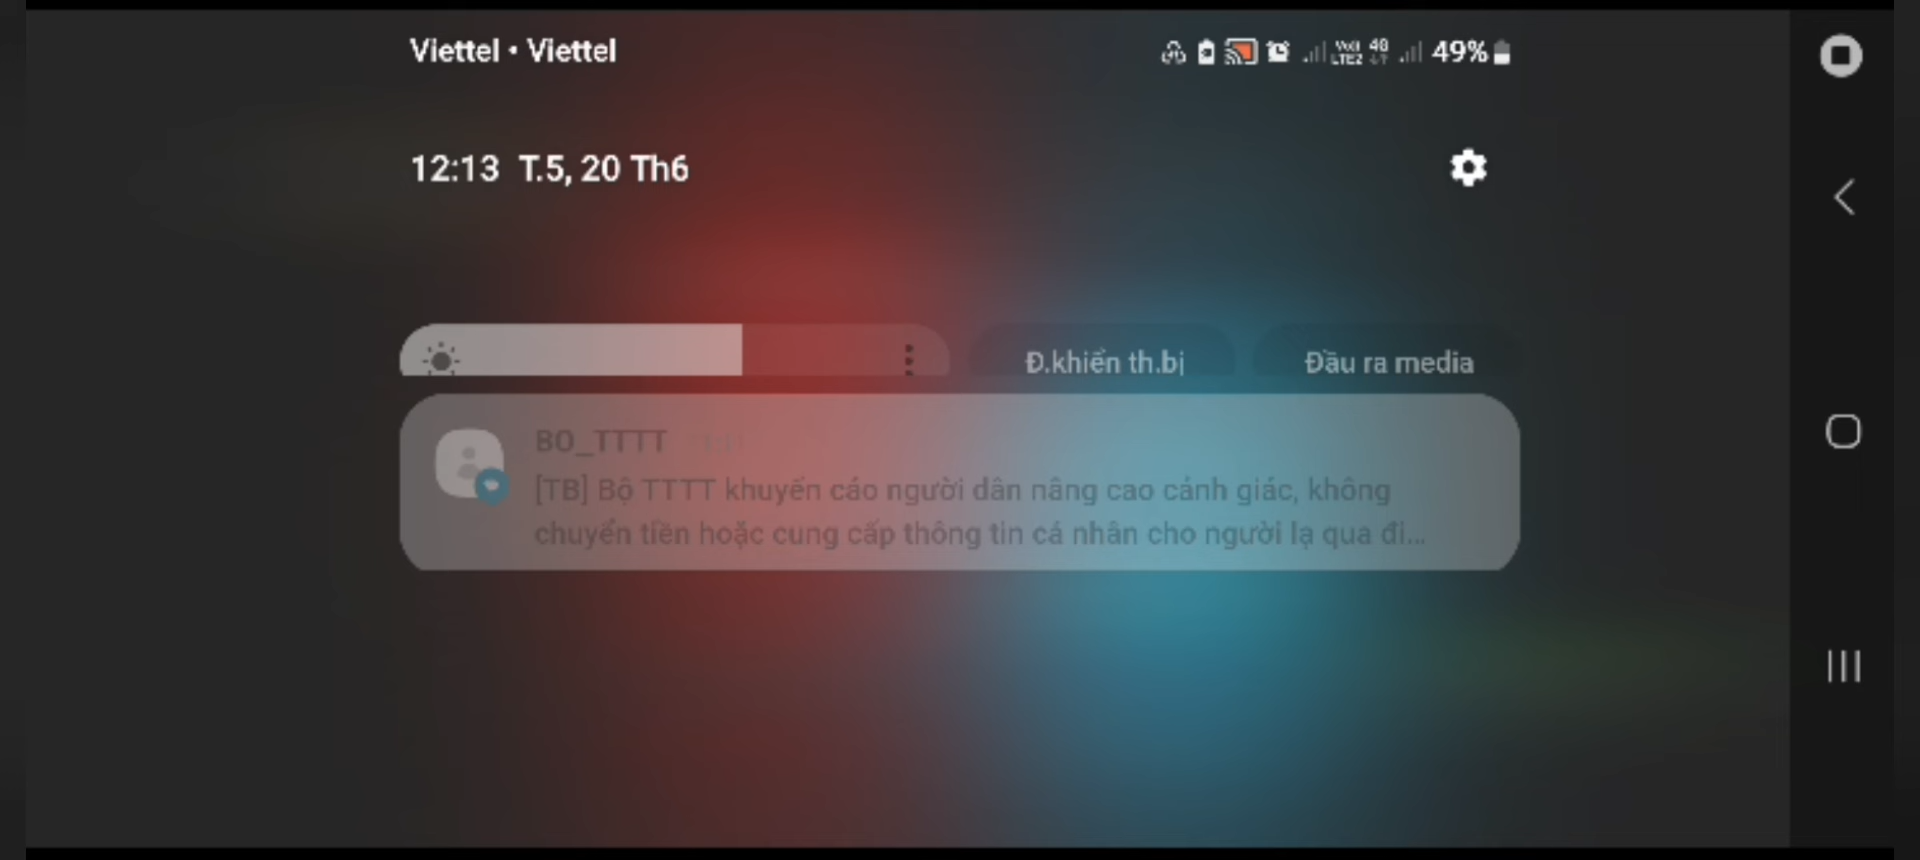 Viettel • Viettel
49%
12:13 T.5, 20 Th6
Đ.khiển th.bị
Đầu ra media
BO_TTTT
[TB] Bộ TTTT khuyến cáo người dân nâng cao cảnh giác, không
chuyển tiền hoặc cung cấp thông tin cá nhân cho người lạ qua đi...